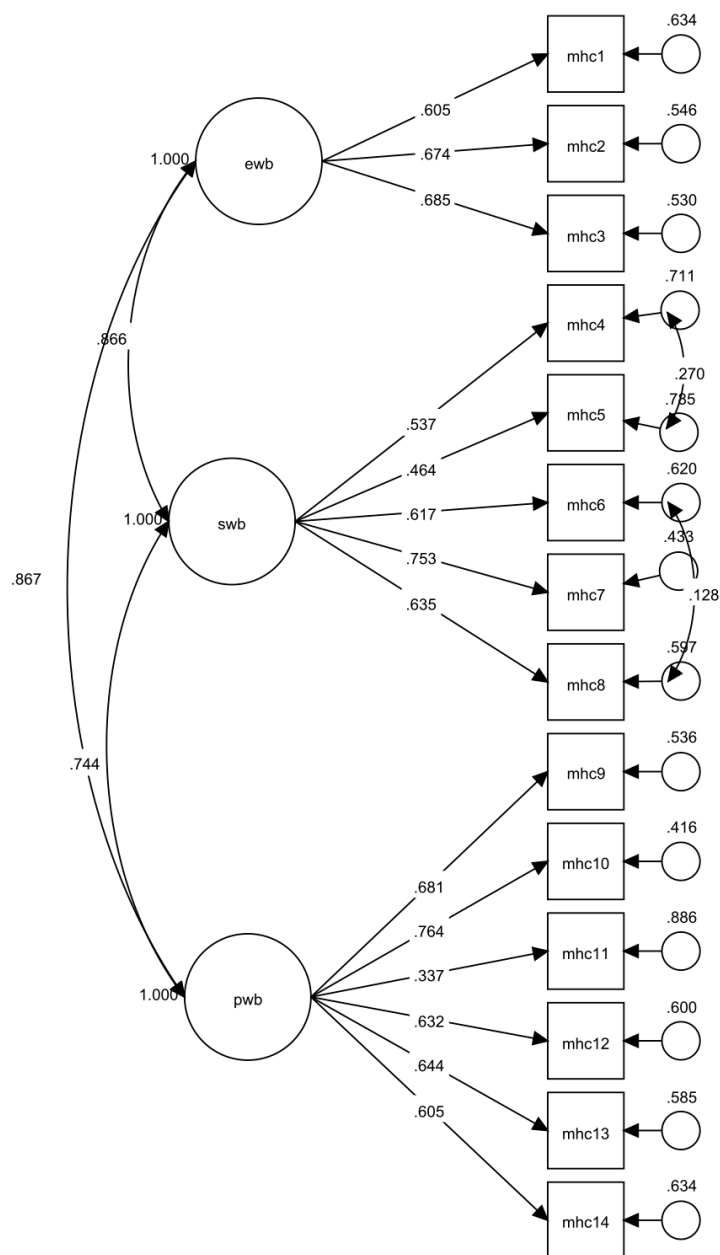 .634
mhc1
.605
.546
1.000
ewb
.674
mhc2
.685
.530
mhc3
.711
mhc4
.866
.270
.785
.537
mhc5
.464
.620
1.000
swb
.617
mhc6
.433
.753
.867
.635
mhc7
.128
.597
mhc8
.536
.744
mhc9
.416
.681
mhc10
.764
.886
.337
mhc11
1.000
pwb
.632
.600
mhc12
.644
.585
.605
mhc13
.634
mhc14